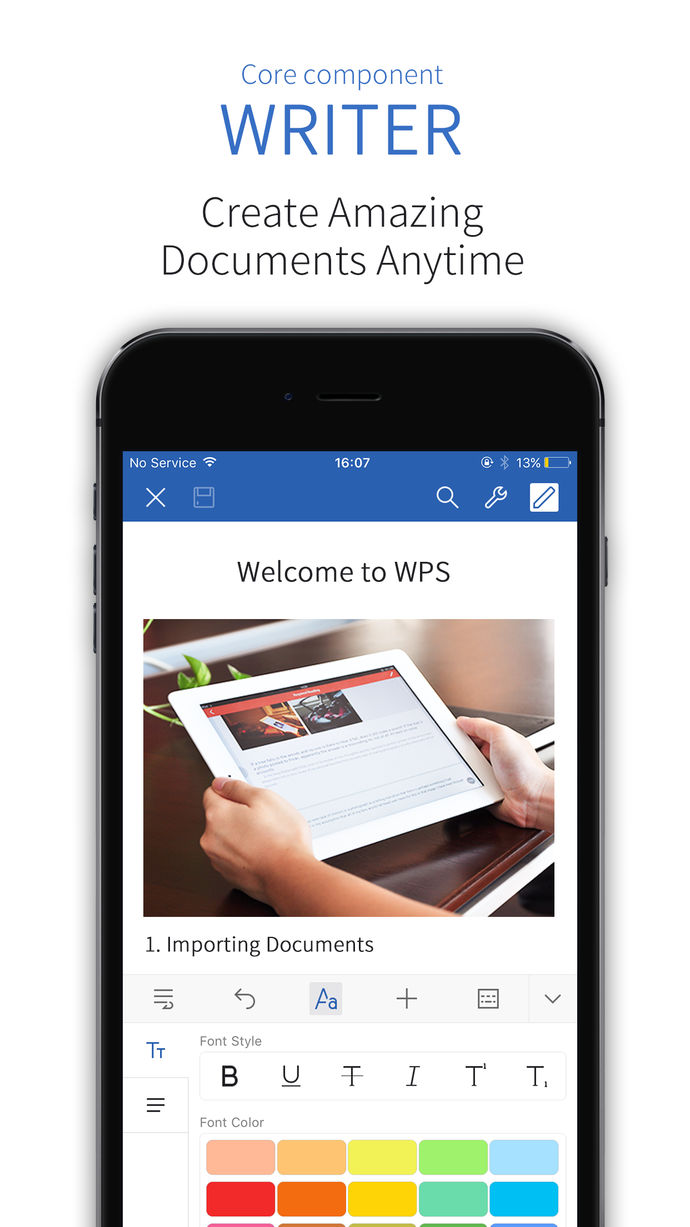 Core component
WRITER
Create Amazing
Documents Anytime
No Service 16:07 13%
Welcome to WPS
1. Importing Documents
Aa
Font Style
B U T I T¹ T₁
Font Color